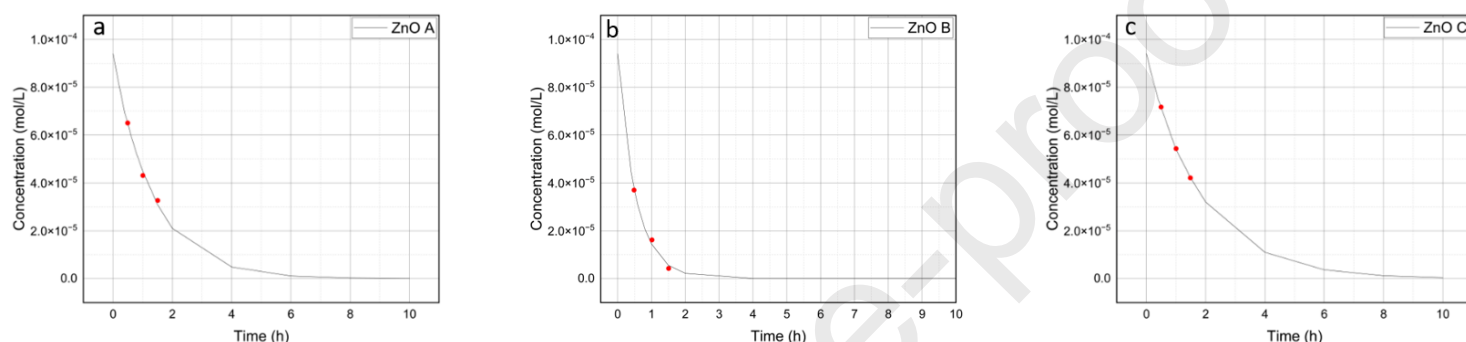 a
ZnO A
1.0×10⁻⁴
8.0×10⁻⁵
6.0×10⁻⁵
4.0×10⁻⁵
2.0×10⁻⁵
0.0
Concentration (mol/L)
0 2 4 6 8 10
Time (h)
b
ZnO B
1.0×10⁻⁴
8.0×10⁻⁵
6.0×10⁻⁵
4.0×10⁻⁵
2.0×10⁻⁵
0.0
Concentration (mol/L)
0 1 2 3 4 5 6 7 8 9 10
Time (h)
c
ZnO C
1.0×10⁻⁴
8.0×10⁻⁵
6.0×10⁻⁵
4.0×10⁻⁵
2.0×10⁻⁵
0.0
Concentration (mol/L)
0 2 4 6 8 10
Time (h)
e-proo